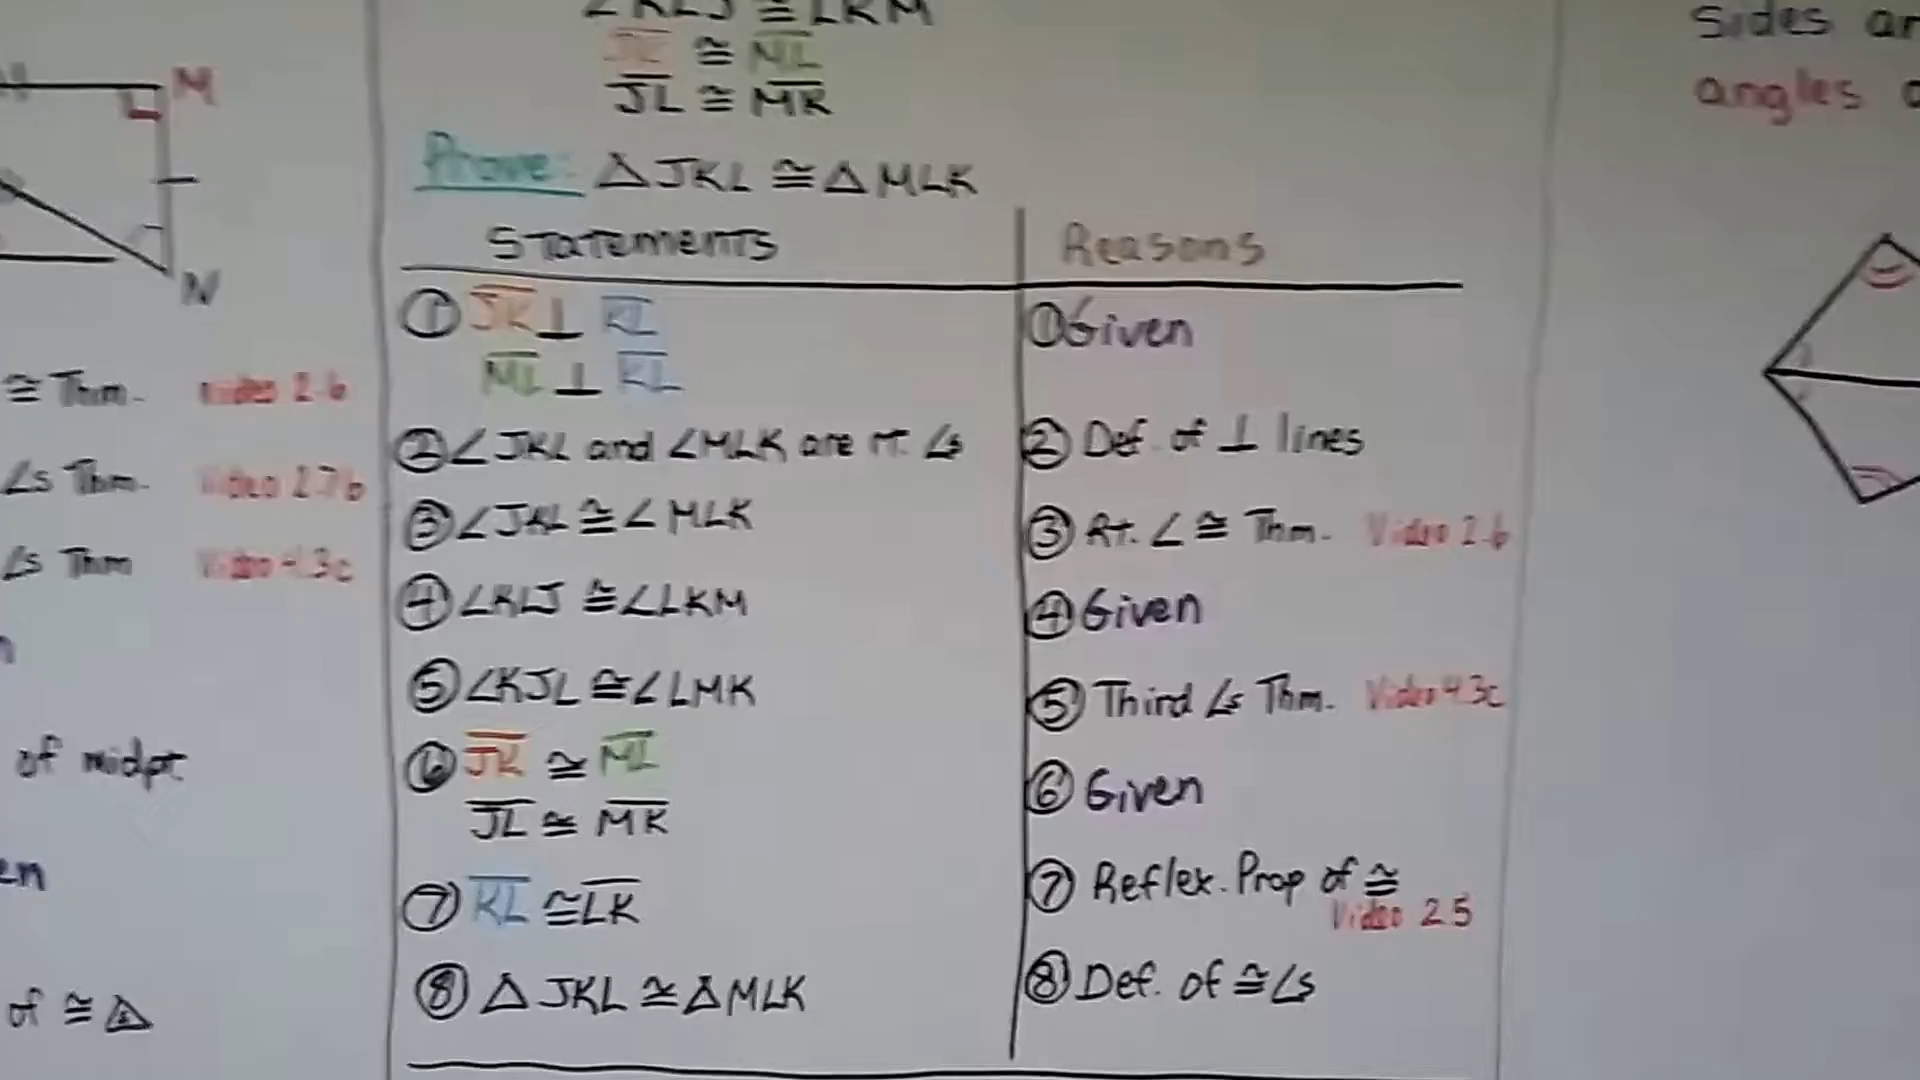 ∠KLJ ≅ ∠LKM
JK ≅ ML
JL ≅ MK
Prove: △JKL ≅ △MLK
Statements
Reasons
① JK ⊥ KL
ML ⊥ KL
① Given
② ∠JKL and ∠MLK are rt. ∠s
② Def. of ⊥ lines
③ ∠JKL ≅ ∠MLK
③ Rt. ∠ ≅ Thm. Video 2.6
④ ∠KLJ ≅ ∠LKM
④ Given
⑤ ∠KJL ≅ ∠LMK
⑤ Third ∠s Thm. Video 4.3c
⑥ JK ≅ ML
JL ≅ MK
⑥ Given
⑦ KL ≅ LK
⑦ Reflex. Prop of ≅
Video 2.5
⑧ △JKL ≅ △MLK
⑧ Def. of ≅ ∠s
M
N
≅ Thm. Video 2.6
∠s Thm. Video 2.7b
∠s Thm Video 4.3c
of midpt.
en
of ≅ △s
Sides
angles